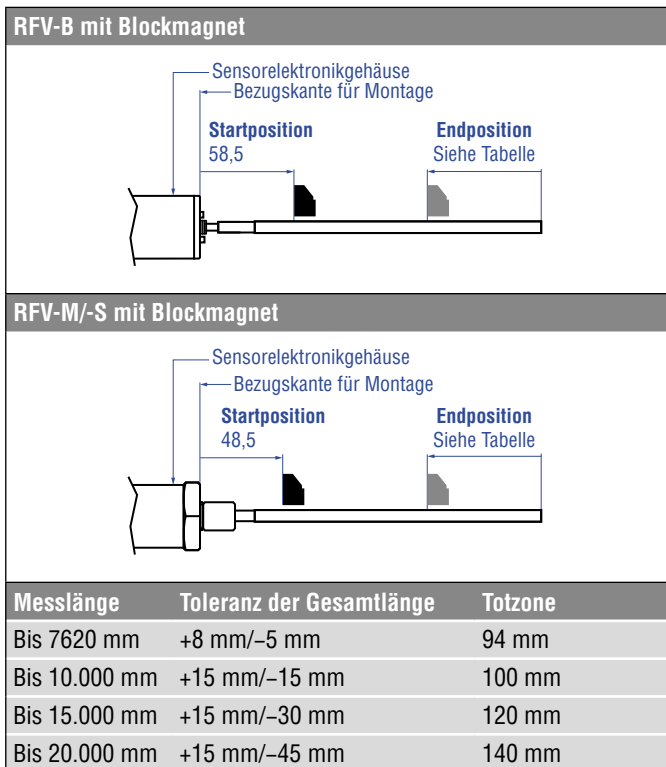 RFV-B mit Blockmagnet
Sensorelektronikgehäuse
Bezugskante für Montage
Startposition
58,5
Endposition
Siehe Tabelle
RFV-M/-S mit Blockmagnet
Sensorelektronikgehäuse
Bezugskante für Montage
Startposition
48,5
Endposition
Siehe Tabelle
Messlänge Toleranz der Gesamtlänge Totzone
Bis 7620 mm +8 mm/−5 mm 94 mm
Bis 10.000 mm +15 mm/−15 mm 100 mm
Bis 15.000 mm +15 mm/−30 mm 120 mm
Bis 20.000 mm +15 mm/−45 mm 140 mm